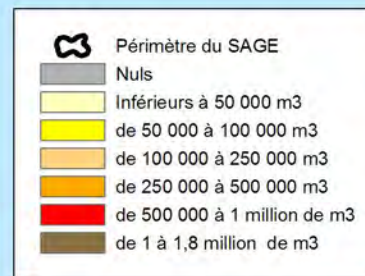 Périmètre du SAGE
Nuls
Inférieurs à 50 000 m3
de 50 000 à 100 000 m3
de 100 000 à 250 000 m3
de 250 000 à 500 000 m3
de 500 000 à 1 million de m3
de 1 à 1,8 million de m3